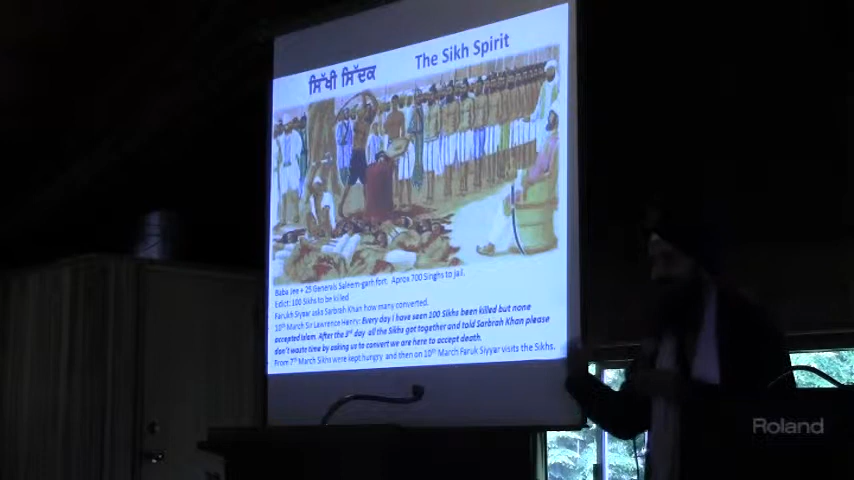 The Sikh Spirit
ਸਿੱਖੀ ਸਿੱਦਕ
Baba Jee + 25 Generals Saleem-garh fort. Aprox 700 Singhs to jail.
Edict: 100 Sikhs to be killed
Farukh Siyyar asks Sarbrah Khan how many converted.
10th March Sir Lawrence Henry: Every day I have seen 100 Sikhs been killed but none
accepted Islam. After the 3rd day all the Sikhs got together and told Sarbrah Khan please
don't waste time by asking us to convert we are here to accept death.
From 7th March Sikhs were kept hungry and then on 10th March Faruk Siyyar visits the Sikhs.
Roland